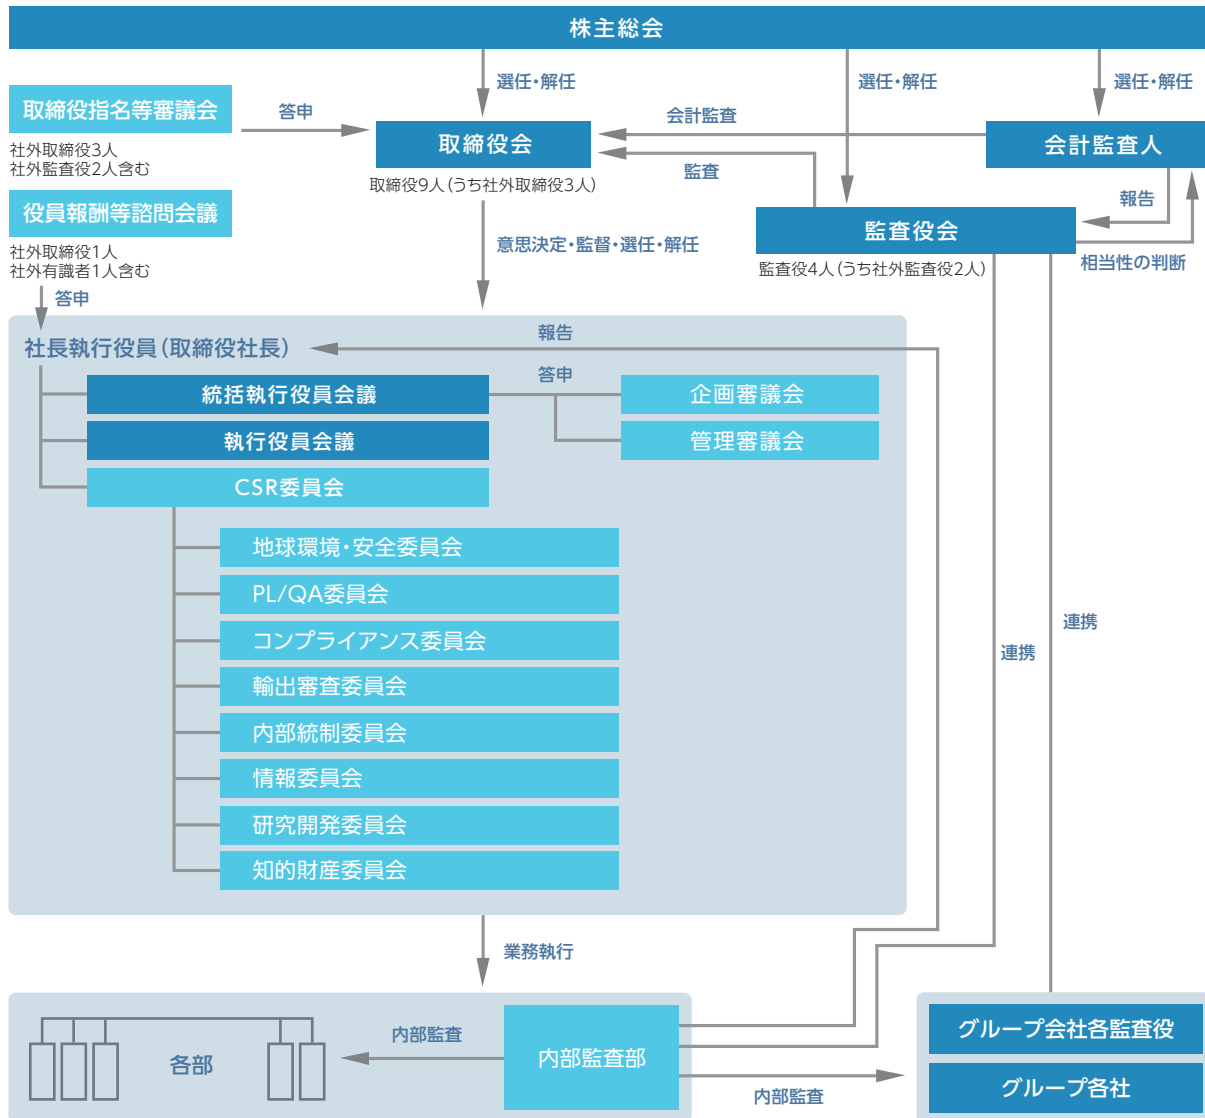 株主総会
選任・解任
選任・解任
選任・解任
取締役指名等審議会
答申
社外取締役3人
社外監査役2人含む
取締役会
取締役9人（うち社外取締役3人）
会計監査
監査
会計監査人
報告
役員報酬等諮問会議
社外取締役1人
社外有識者1人含む
答申
意思決定・監督・選任・解任
監査役会
監査役4人（うち社外監査役2人）
相当性の判断
社長執行役員（取締役社長）
報告
統括執行役員会議
答申
企画審議会
執行役員会議
管理審議会
CSR委員会
地球環境・安全委員会
PL/QA委員会
コンプライアンス委員会
輸出審査委員会
内部統制委員会
情報委員会
研究開発委員会
知的財産委員会
連携
連携
業務執行
各部
内部監査
内部監査部
内部監査
グループ会社各監査役
グループ各社